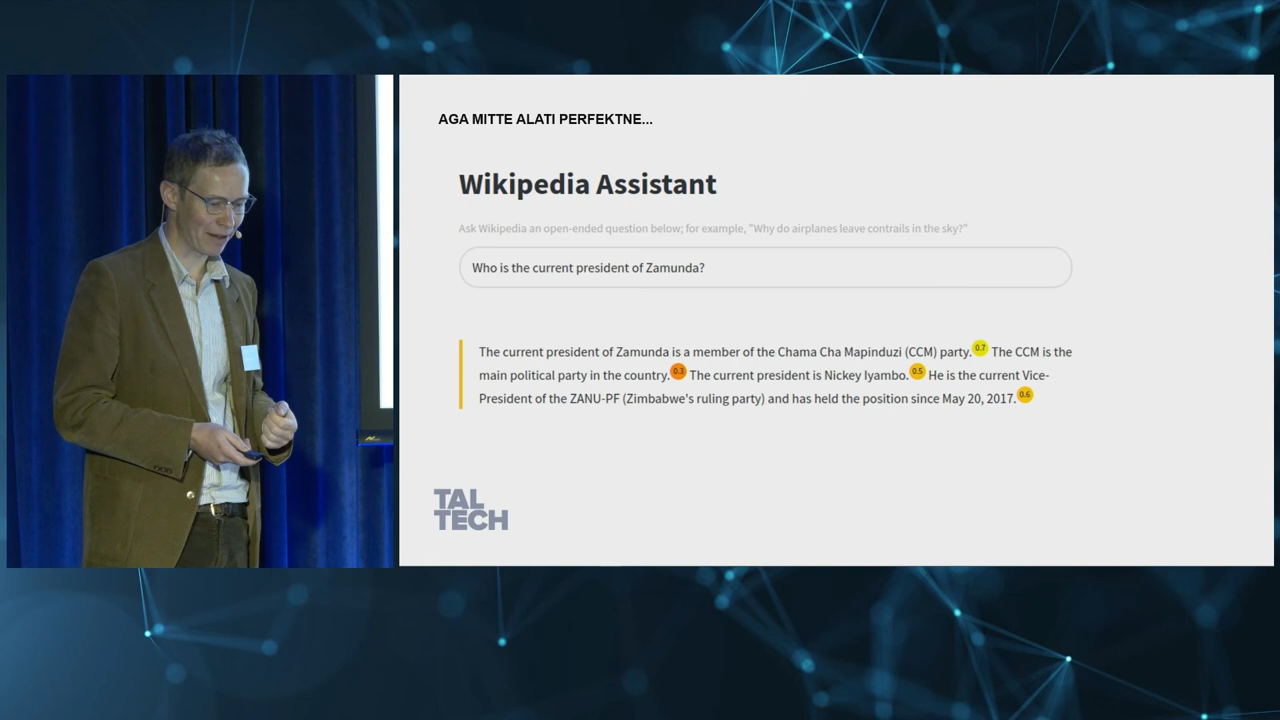 AGA MITTE ALATI PERFEKTNE...
Wikipedia Assistant
Ask Wikipedia an open-ended question below; for example, "Why do airplanes leave contrails in the sky?"
Who is the current president of Zamunda?
The current president of Zamunda is a member of the Chama Cha Mapinduzi (CCM) party. 0.7 The CCM is the
main political party in the country. 0.3 The current president is Nickey Iyambo. 0.5 He is the current Vice-
President of the ZANU-PF (Zimbabwe's ruling party) and has held the position since May 20, 2017. 0.6
TAL
TECH